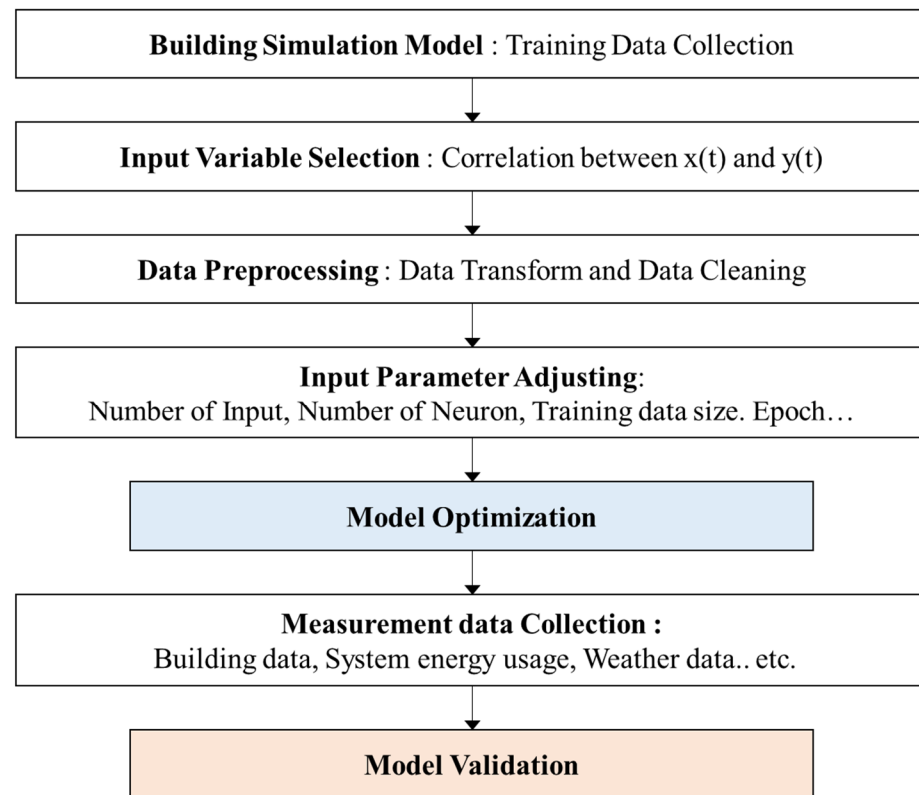 Building Simulation Model : Training Data Collection
Input Variable Selection : Correlation between x(t) and y(t)
Data Preprocessing : Data Transform and Data Cleaning
Input Parameter Adjusting:
Number of Input, Number of Neuron, Training data size. Epoch…
Model Optimization
Measurement data Collection :
Building data, System energy usage, Weather data.. etc.
Model Validation